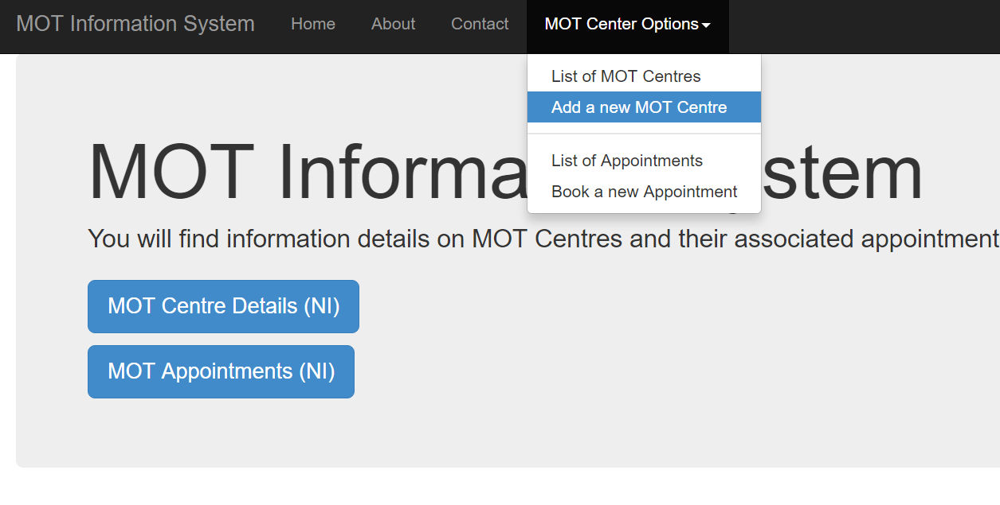 MOT Information System Home About Contact MOT Center Options
List of MOT Centres
Add a new MOT Centre
List of Appointments
Book a new Appointment
MOT Informa stem
You will find information details on MOT Centres and their associated appointment
MOT Centre Details (NI)
MOT Appointments (NI)